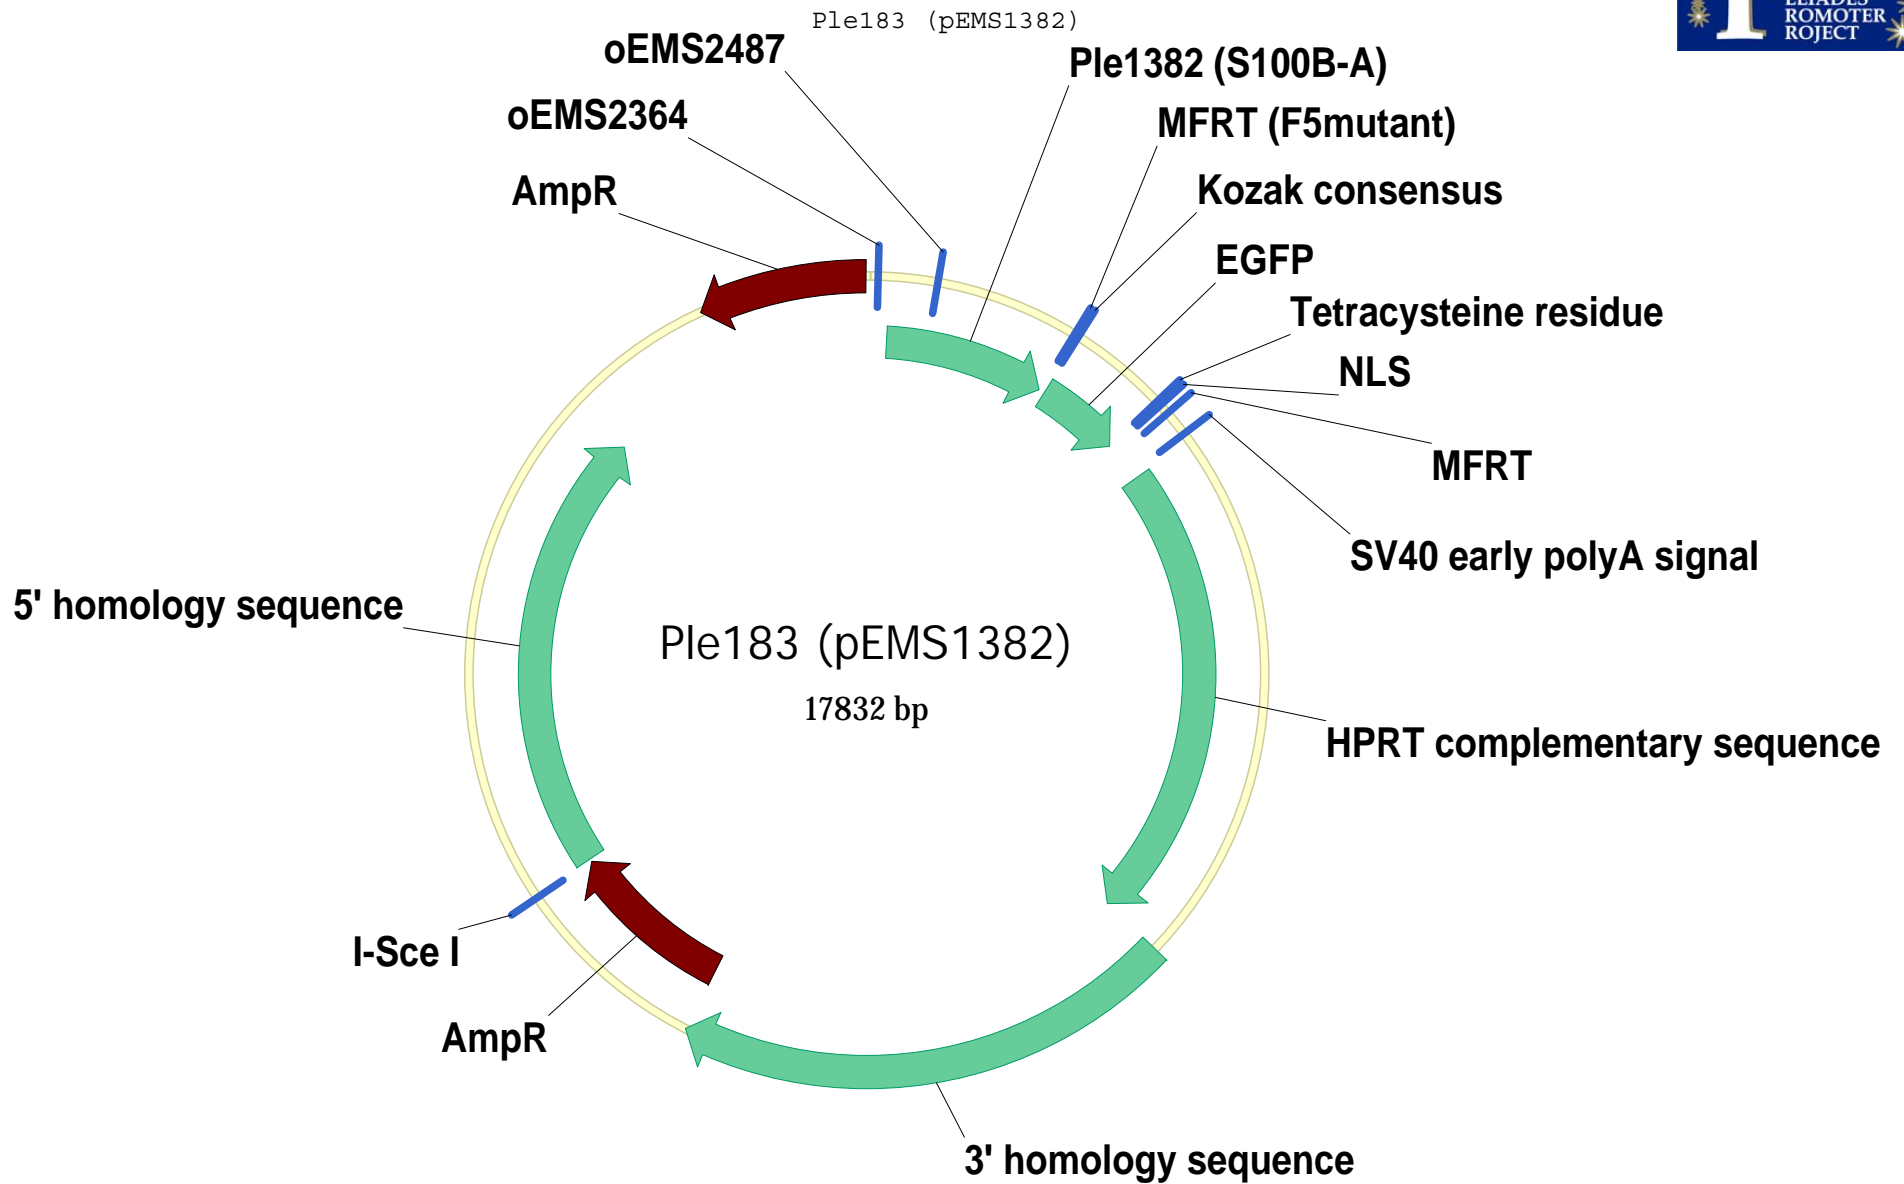 Ple183 (pEMS1382)
ELIADES
ROMOTER
ROJECT
oEMS2487
Ple1382 (S100B-A)
oEMS2364
MFRT (F5mutant)
AmpR
Kozak consensus
EGFP
Tetracysteine residue
NLS
MFRT
SV40 early polyA signal
5' homology sequence
Ple183 (pEMS1382)
17832 bp
HPRT complementary sequence
I-Sce I
AmpR
3' homology sequence